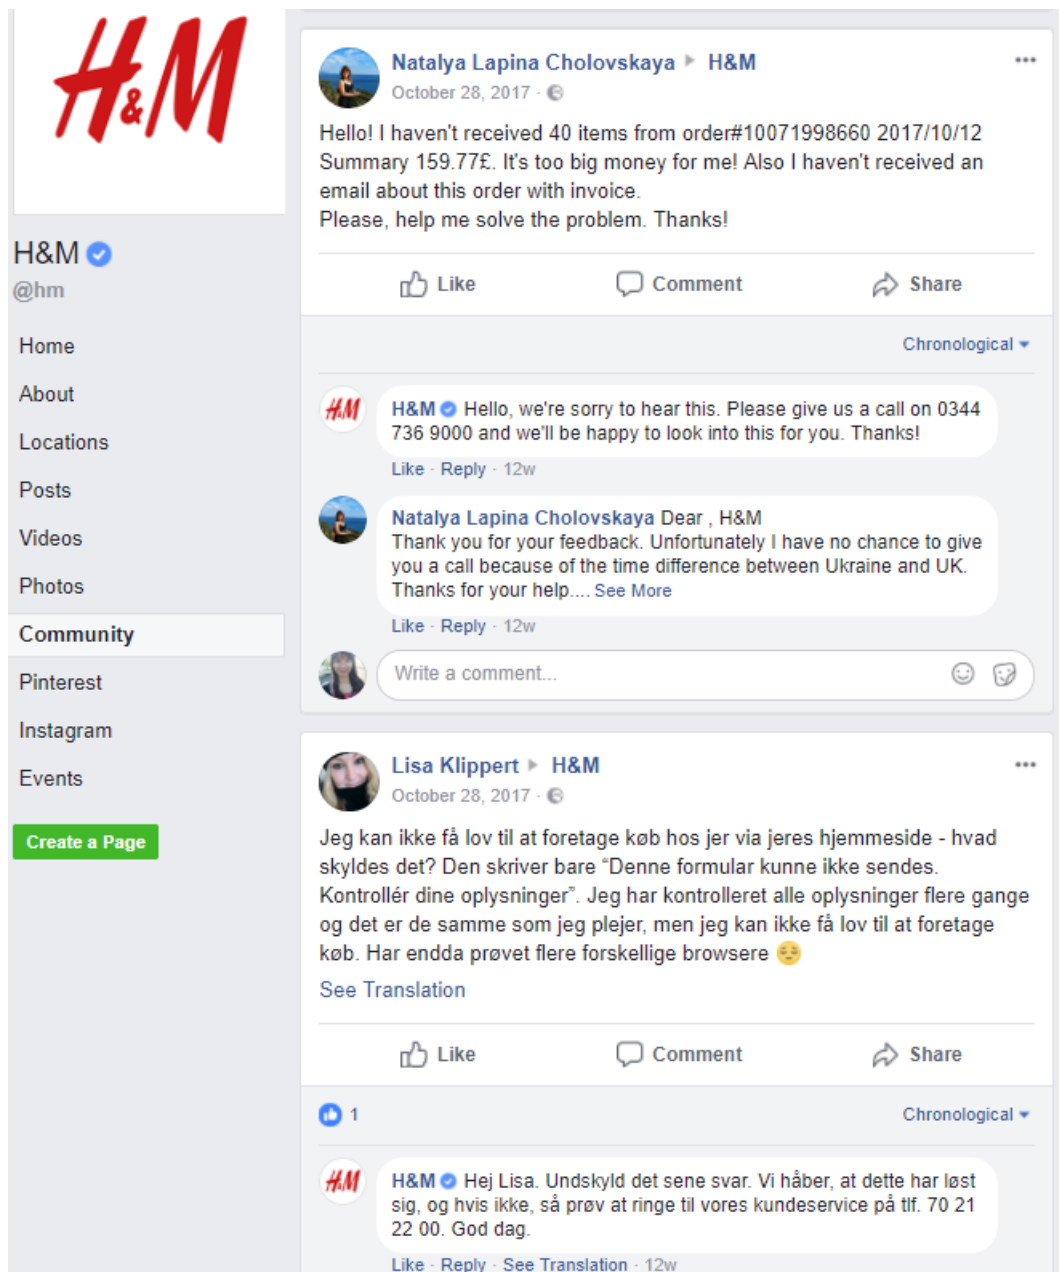 H&M
H&M
@hm
Home
About
Locations
Posts
Videos
Photos
Community
Pinterest
Instagram
Events
Create a Page
Natalya Lapina Cholovskaya H&M
October 28, 2017 ·
Hello! I haven't received 40 items from order#10071998660 2017/10/12
Summary 159.77£. It's too big money for me! Also I haven't received an
email about this order with invoice.
Please, help me solve the problem. Thanks!
Like Comment Share
Chronological
H&M
H&M Hello, we're sorry to hear this. Please give us a call on 0344
736 9000 and we'll be happy to look into this for you. Thanks!
Like · Reply · 12w
Natalya Lapina Cholovskaya Dear , H&M
Thank you for your feedback. Unfortunately I have no chance to give
you a call because of the time difference between Ukraine and UK.
Thanks for your help.... See More
Like · Reply · 12w
Write a comment...
Lisa Klippert H&M
October 28, 2017 ·
Jeg kan ikke få lov til at foretage køb hos jer via jeres hjemmeside - hvad
skyldes det? Den skriver bare “Denne formular kunne ikke sendes.
Kontrollér dine oplysninger”. Jeg har kontrolleret alle oplysninger flere gange
og det er de samme som jeg plejer, men jeg kan ikke få lov til at foretage
køb. Har endda prøvet flere forskellige browsere 😔
See Translation
Like Comment Share
1 Chronological
H&M
H&M Hej Lisa. Undskyld det sene svar. Vi håber, at dette har løst
sig, og hvis ikke, så prøv at ringe til vores kundeservice på tlf. 70 21
22 00. God dag.
Like · Reply · See Translation · 12w